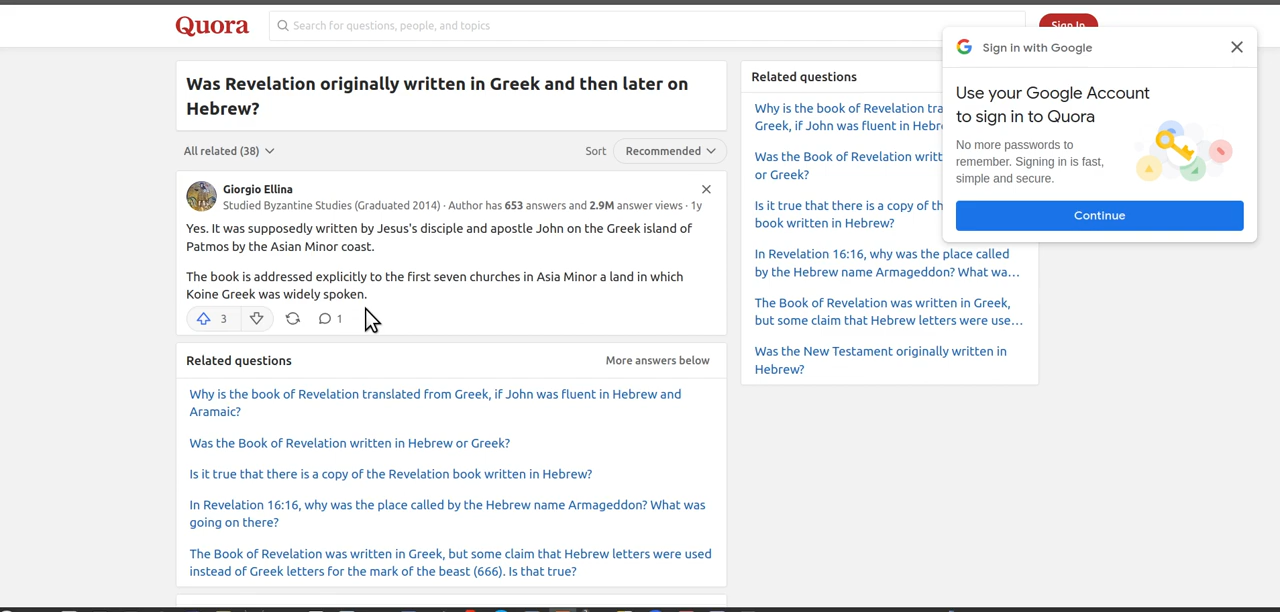 Quora
Search for questions, people, and topics
Sign In
Sign in with Google
Use your Google Account
to sign in to Quora
No more passwords to
remember. Signing in is fast,
simple and secure.
Continue
Was Revelation originally written in Greek and then later on
Hebrew?
All related (38)
Sort
Recommended
Giorgio Ellina
Studied Byzantine Studies (Graduated 2014) · Author has 653 answers and 2.9M answer views · 1y
Yes. It was supposedly written by Jesus's disciple and apostle John on the Greek island of
Patmos by the Asian Minor coast.
The book is addressed explicitly to the first seven churches in Asia Minor a land in which
Koine Greek was widely spoken.
3
1
Related questions
More answers below
Why is the book of Revelation translated from Greek, if John was fluent in Hebrew and
Aramaic?
Was the Book of Revelation written in Hebrew or Greek?
Is it true that there is a copy of the Revelation book written in Hebrew?
In Revelation 16:16, why was the place called by the Hebrew name Armageddon? What was
going on there?
The Book of Revelation was written in Greek, but some claim that Hebrew letters were used
instead of Greek letters for the mark of the beast (666). Is that true?
Related questions
Why is the book of Revelation tra
Greek, if John was fluent in Hebre
Was the Book of Revelation writt
or Greek?
Is it true that there is a copy of th
book written in Hebrew?
In Revelation 16:16, why was the place called
by the Hebrew name Armageddon? What wa...
The Book of Revelation was written in Greek,
but some claim that Hebrew letters were use...
Was the New Testament originally written in
Hebrew?